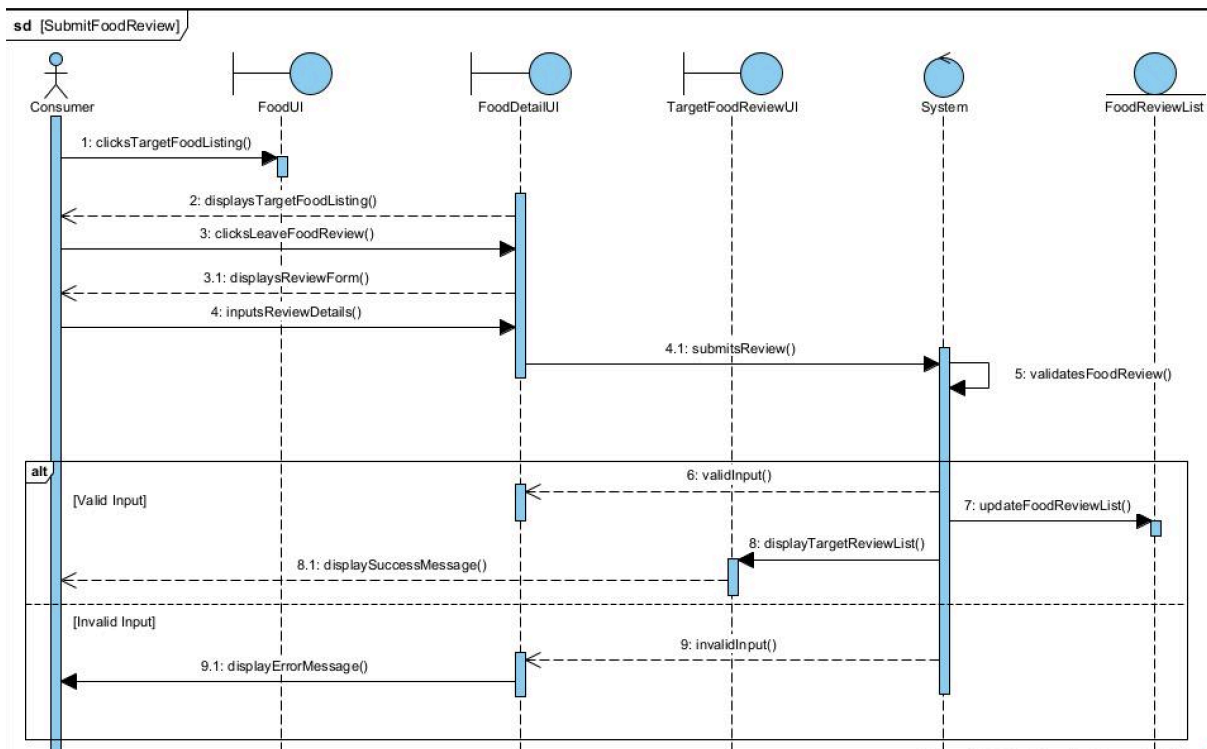 sd [SubmitFoodReview]
Consumer
FoodUI
FoodDetailUI
TargetFoodReviewUI
System
FoodReviewList
1: clicksTargetFoodListing()
2: displaysTargetFoodListing()
3: clicksLeaveFoodReview()
3.1: displaysReviewForm()
4: inputsReviewDetails()
4.1: submitsReview()
5: validatesFoodReview()
alt
[Valid Input]
6: validInput()
7: updateFoodReviewList()
8: displayTargetReviewList()
8.1: displaySuccessMessage()
[Invalid Input]
9: invalidInput()
9.1: displayErrorMessage()